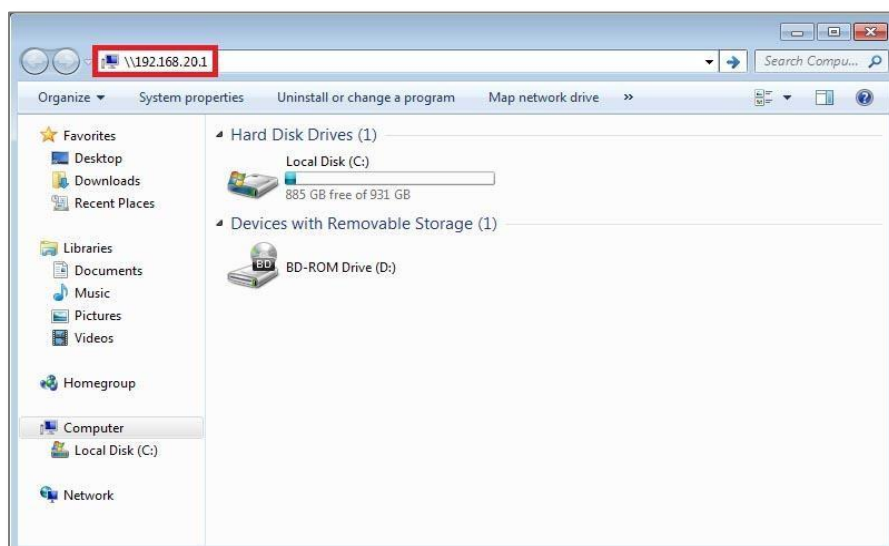 \\192.168.20.1
Search Compu...
Organize System properties Uninstall or change a program Map network drive »
Favorites
Desktop
Downloads
Recent Places
Libraries
Documents
Music
Pictures
Videos
Homegroup
Computer
Local Disk (C:)
Network
Hard Disk Drives (1)
Local Disk (C:)
885 GB free of 931 GB
Devices with Removable Storage (1)
BD
BD-ROM Drive (D:)